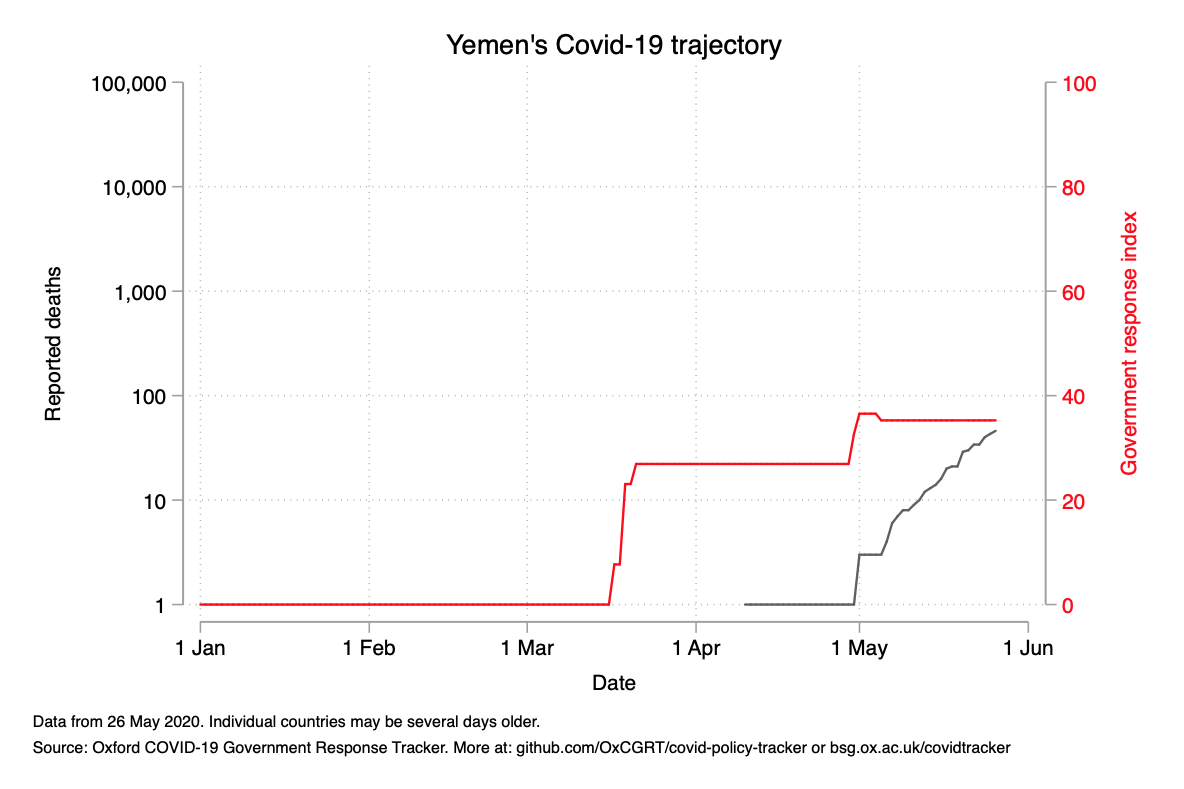 Yemen's Covid-19 trajectory
100,000
10,000
1,000
100
10
1
Reported deaths
100
80
60
40
20
0
Government response index
1 Jan 1 Feb 1 Mar 1 Apr 1 May 1 Jun
Date
Data from 26 May 2020. Individual countries may be several days older.
Source: Oxford COVID-19 Government Response Tracker. More at: github.com/OxCGRT/covid-policy-tracker or bsg.ox.ac.uk/covidtracker